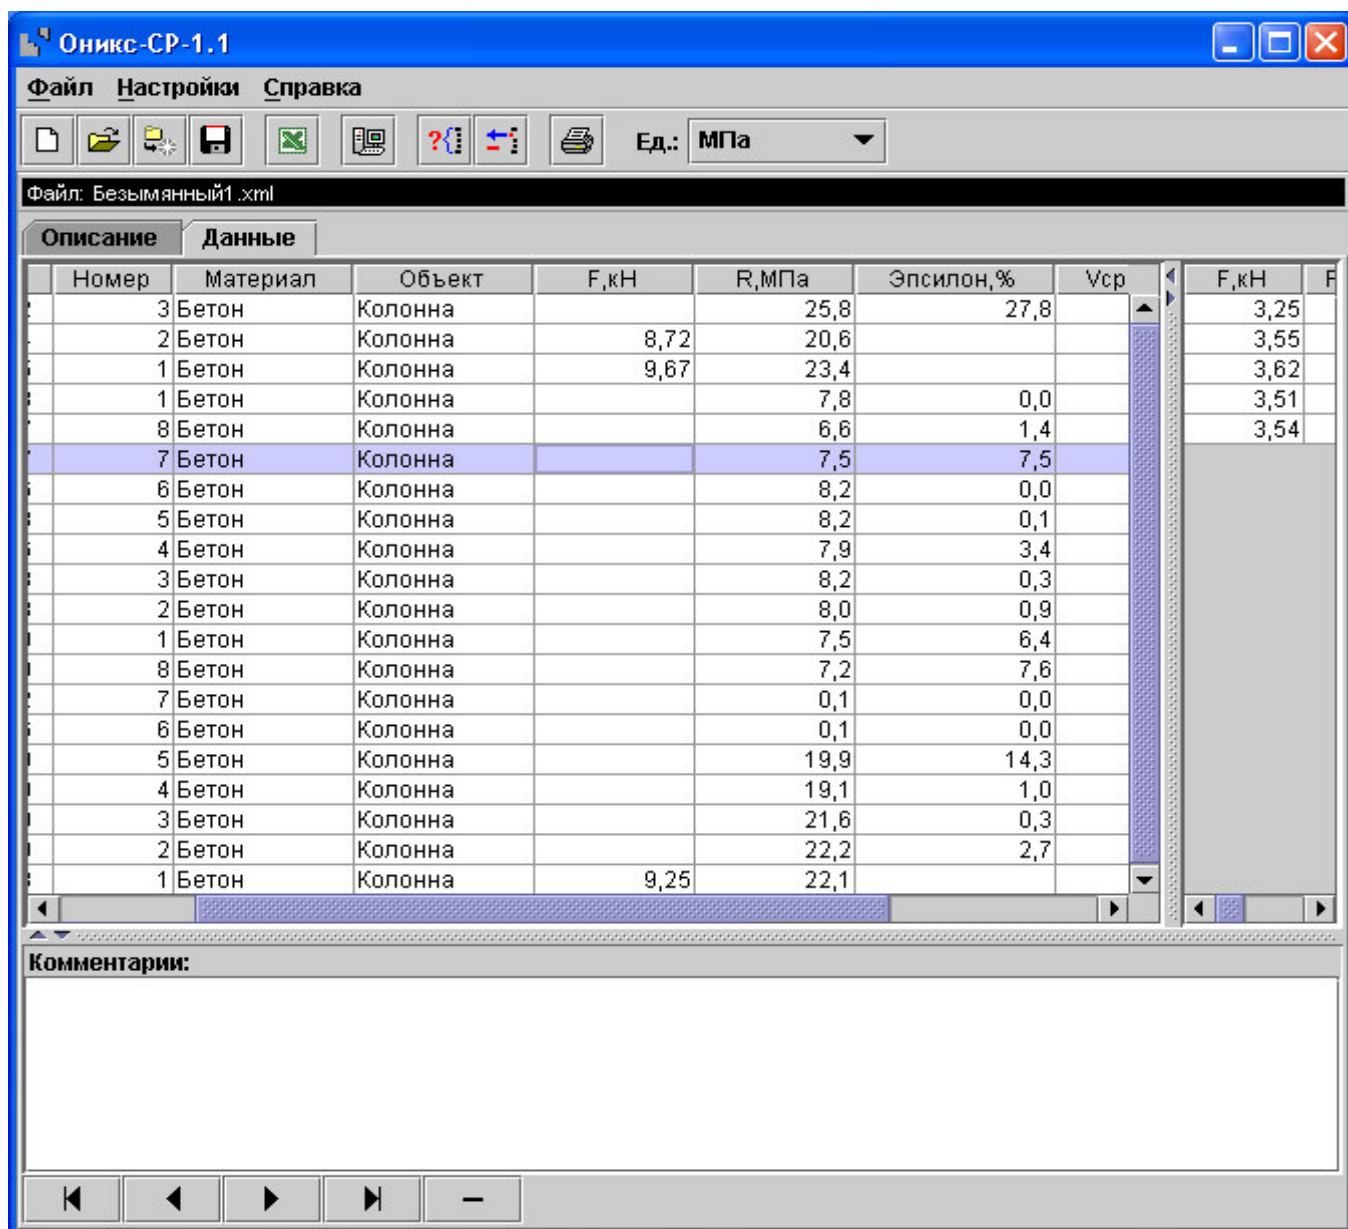 Оникс-СР-1.1
Файл Настройки Справка
Ед.: МПа
Файл: Безымянный1.xml
Описание Данные
Номер Материал Объект F,кН R,МПа Эпсилон,% Vср F,кН
3 Бетон Колонна 25,8 27,8 3,25
2 Бетон Колонна 8,72 20,6 3,55
1 Бетон Колонна 9,67 23,4 3,62
1 Бетон Колонна 7,8 0,0 3,51
8 Бетон Колонна 6,6 1,4 3,54
7 Бетон Колонна 7,5 7,5
6 Бетон Колонна 8,2 0,0
5 Бетон Колонна 8,2 0,1
4 Бетон Колонна 7,9 3,4
3 Бетон Колонна 8,2 0,3
2 Бетон Колонна 8,0 0,9
1 Бетон Колонна 7,5 6,4
8 Бетон Колонна 7,2 7,6
7 Бетон Колонна 0,1 0,0
6 Бетон Колонна 0,1 0,0
5 Бетон Колонна 19,9 14,3
4 Бетон Колонна 19,1 1,0
3 Бетон Колонна 21,6 0,3
2 Бетон Колонна 22,2 2,7
1 Бетон Колонна 9,25 22,1
Комментарии: